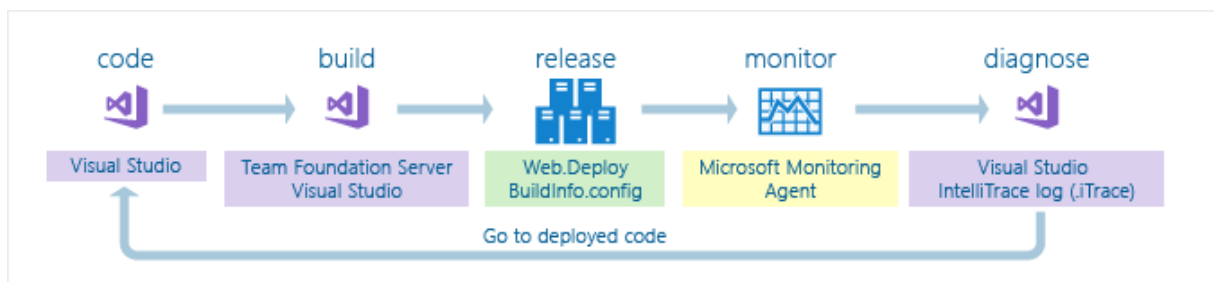 code
build
release
monitor
diagnose
Visual Studio
Team Foundation Server
Visual Studio
Web.Deploy
BuildInfo.config
Microsoft Monitoring
Agent
Visual Studio
IntelliTrace log (.iTrace)
Go to deployed code